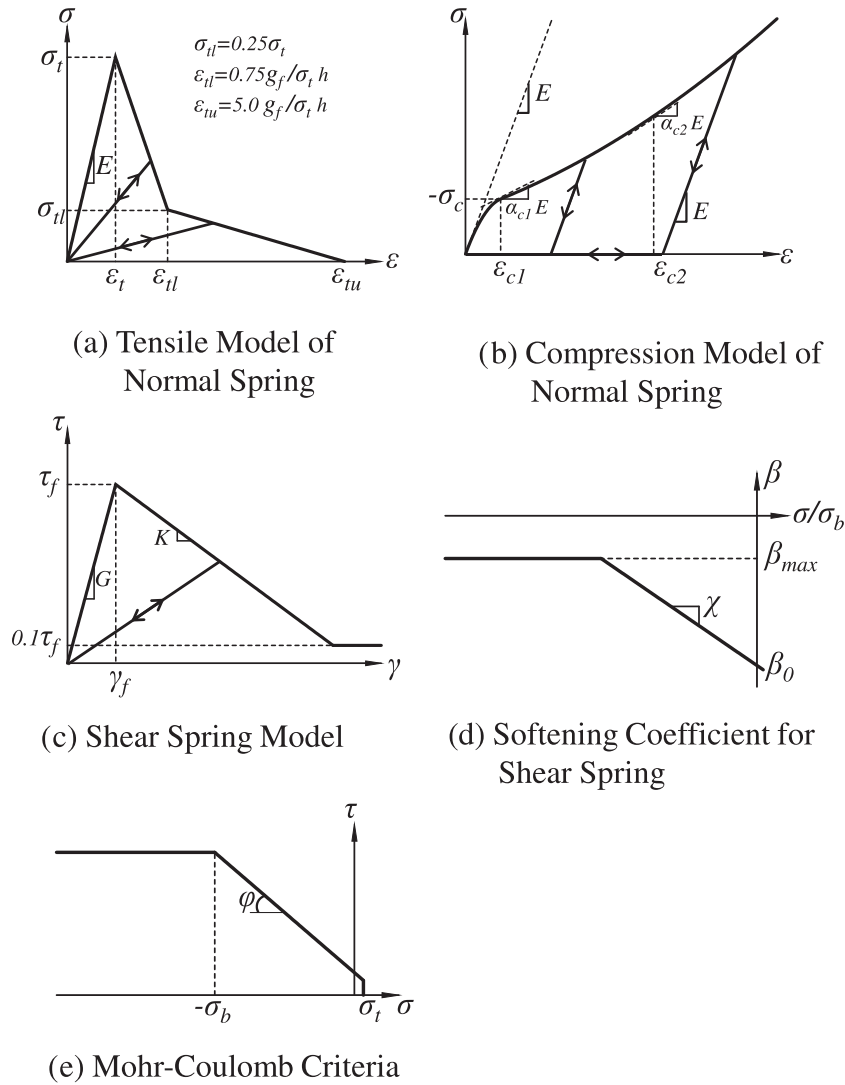 σ
σt
σtl=0.25σt
εtl=0.75gf/σt h
εtu=5.0 gf/σt h
E
σtl
εt
εtl
εtu
ε
(a) Tensile Model of
Normal Spring
σ
E
αc2 E
-σc
αc1 E
E
εc1
εc2
ε
(b) Compression Model of
Normal Spring
τ
τf
K
G
0.1τf
γf
γ
(c) Shear Spring Model
β
σ/σb
βmax
χ
β0
(d) Softening Coefficient for
Shear Spring
τ
φ
-σb
σt
σ
(e) Mohr-Coulomb Criteria